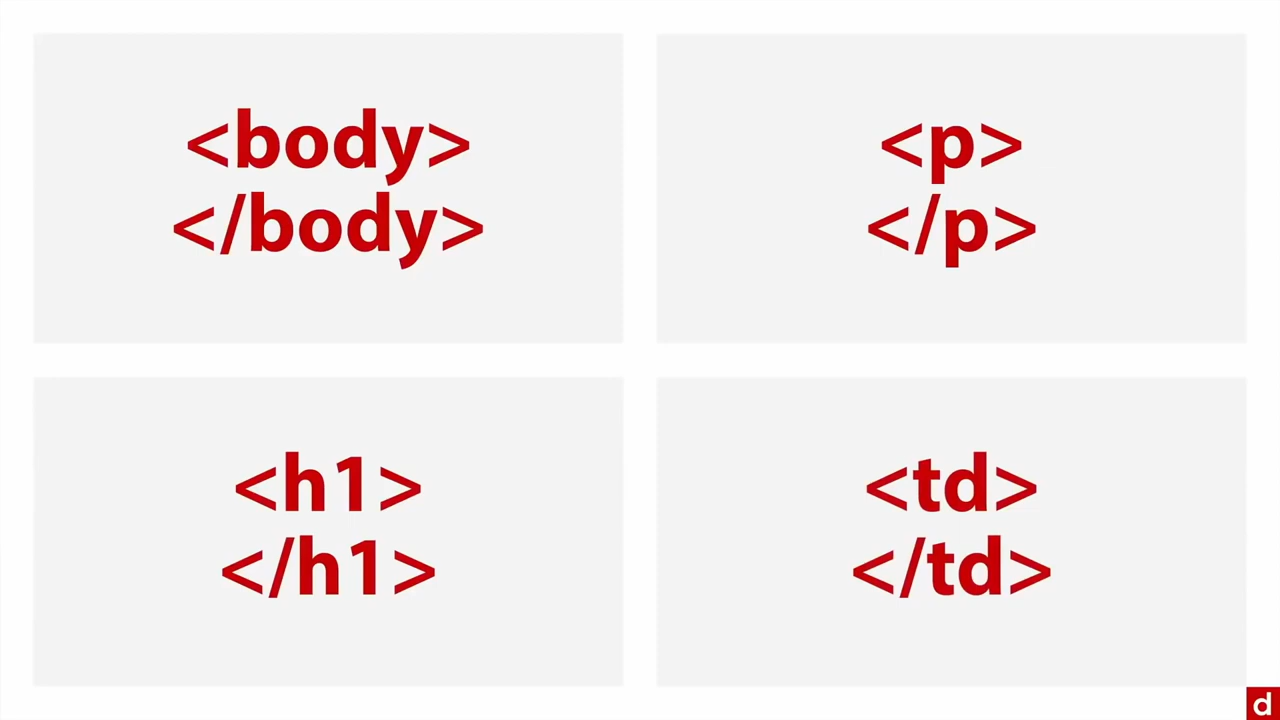 <body>
</body>
<p>
</p>
<h1>
</h1>
<td>
</td>
d